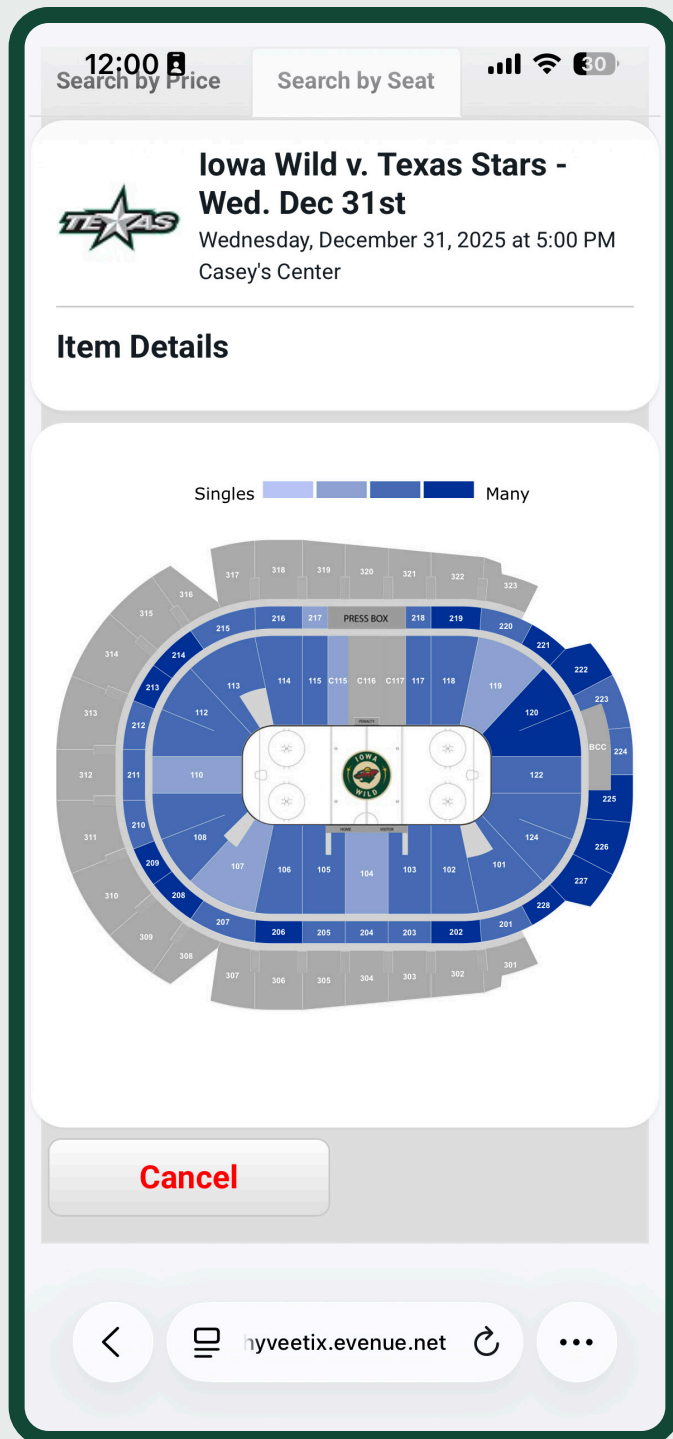 12:00
30
Search by Price
Search by Seat
TEXAS
Iowa Wild v. Texas Stars -
Wed. Dec 31st
Wednesday, December 31, 2025 at 5:00 PM
Casey's Center
Item Details
Singles
Many
317 318 319 320 321 322 323
316
315
314
313
312
311
310
309
308
307 306 305 304 303 302 301
215 216 217 PRESS BOX 218 219 220
221
222
223
224
225
226
227
228
214
213
212
211
210
209
208
207 206 205 204 203 202 201
113 114 115 C115 C116 C117 117 118 119
112
110
108
107 106 105 104 103 102 101
120
122
124
BCC
PENALTY
IOWA
WILD
HOME VISITOR
Cancel
hyveetix.evenue.net